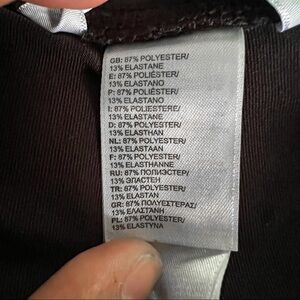 GB: 87% POLYESTER/
13% ELASTANE
E: 87% POLIÉSTER/
13% ELASTANO
P: 87% POLIÉSTER/
13% ELASTANO
I: 87% POLIESTERE/
13% ELASTANE
D: 87% POLYESTER/
13% ELASTHAN
NL: 87% POLYESTER/
13% ELASTAAN
F: 87% POLYESTER/
13% ELASTHANNE
RU: 87% ПОЛИЭСТЕР/
13% ЭЛАСТЕН
TR: 87% POLYESTER/
13% ELASTAN
GR: 87% ΠΟΛΥΕΣΤΕΡΑΣ/
13% ΕΛΑΣΤΑΝΗ
PL: 87% POLYESTER/
13% ELASTYNA